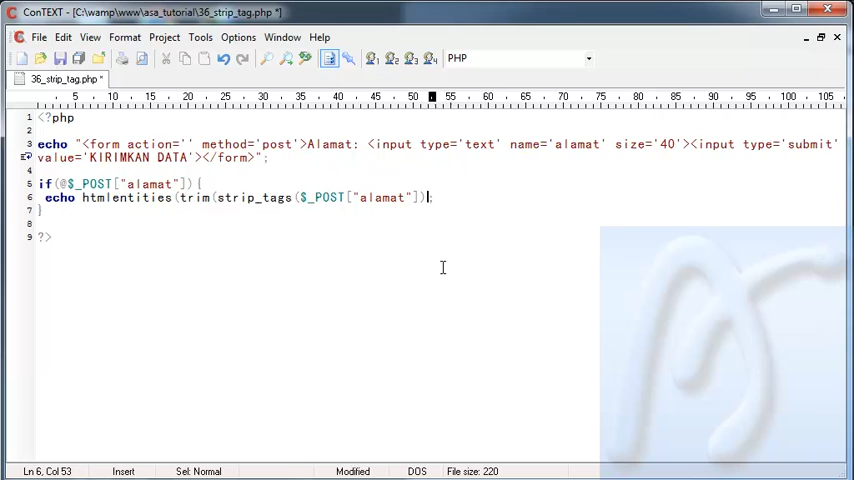 ConTEXT - [C:\wamp\www\asa_tutorial\36_strip_tag.php *]
File Edit View Format Project Tools Options Window Help
PHP
36_strip_tag.php *
5 10 15 20 25 30 35 40 45 50 55 60 65 70 75 80 85 90 95 100 105
1 <?php
2
3 echo "<form action='' method='post'>Alamat: <input type='text' name='alamat' size='40'><input type='submit'
value='KIRIMKAN DATA'></form>";
4
5 if(@$_POST["alamat"]){
6 echo htmlentities(trim(strip_tags($_POST["alamat"]);
7 }
8
9 ?>
Ln 6, Col 53 Insert Sel: Normal Modified DOS File size: 220